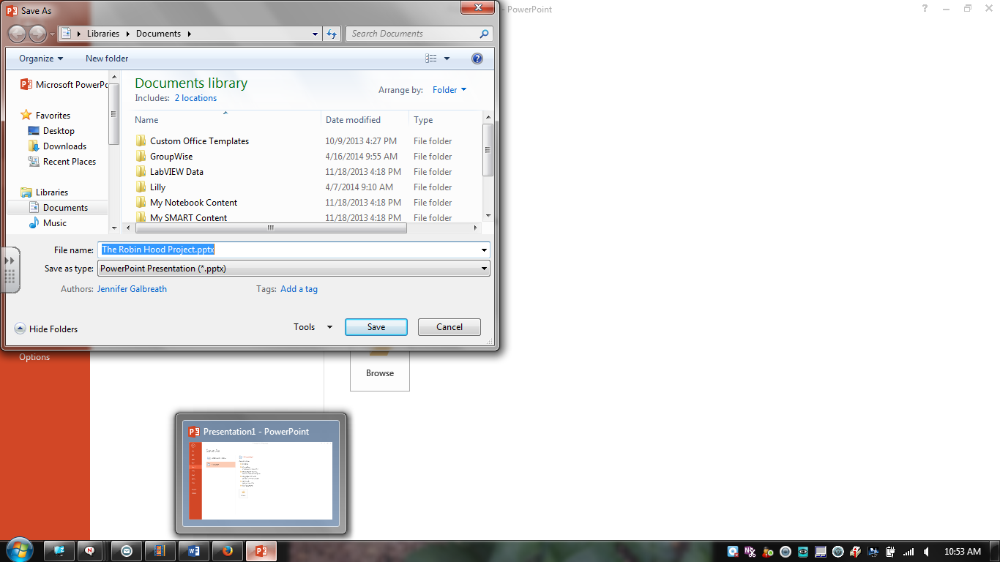 Save As
- PowerPoint
Libraries Documents
Search Documents
Organize New folder
Microsoft PowerPo
Favorites
Desktop
Downloads
Recent Places
Libraries
Documents
Music
Documents library
Includes: 2 locations
Arrange by: Folder
Name Date modified Type
Custom Office Templates 10/9/2013 4:27 PM File folder
GroupWise 4/16/2014 9:55 AM File folder
LabVIEW Data 11/18/2013 4:18 PM File folder
Lilly 4/7/2014 9:10 AM File folder
My Notebook Content 11/18/2013 4:18 PM File folder
My SMART Content 11/18/2013 4:18 PM File folder
File name: The Robin Hood Project.pptx
Save as type: PowerPoint Presentation (*.pptx)
Authors: Jennifer Galbreath Tags: Add a tag
Hide Folders Tools Save Cancel
Options
Browse
Presentation1 - PowerPoint
Save As
10:53 AM